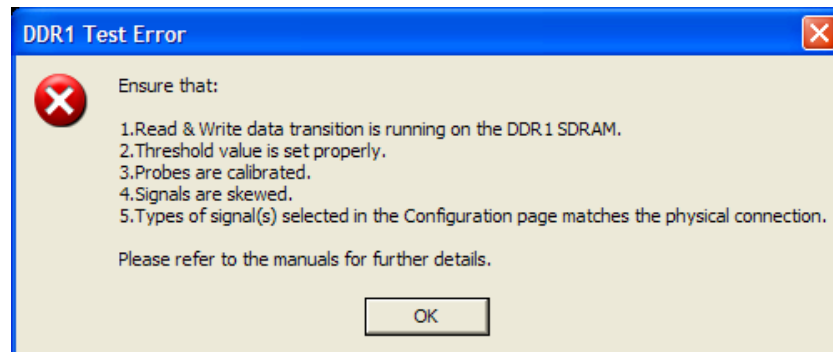 DDR1 Test Error
Ensure that:
1.Read & Write data transition is running on the DDR1 SDRAM.
2.Threshold value is set properly.
3.Probes are calibrated.
4.Signals are skewed.
5.Types of signal(s) selected in the Configuration page matches the physical connection.
Please refer to the manuals for further details.
OK